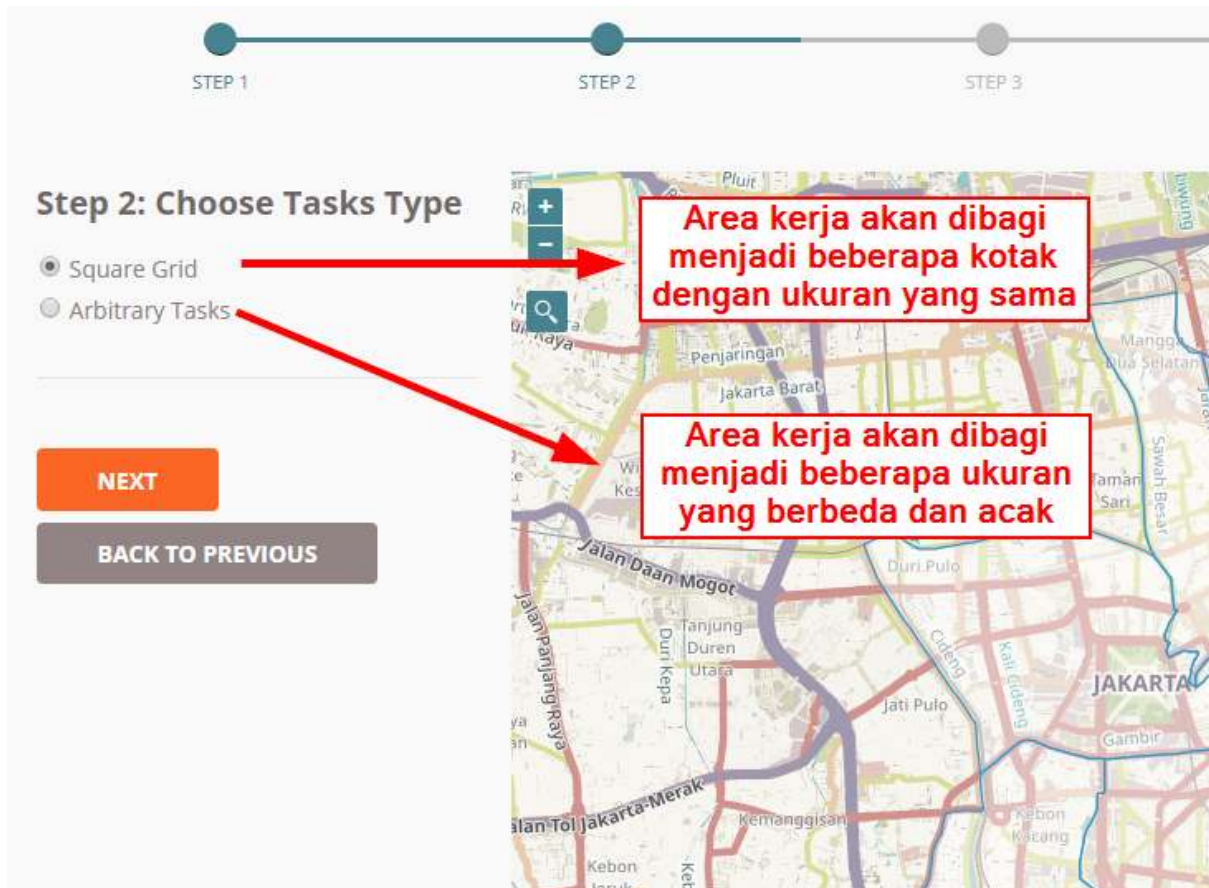 STEP 1
STEP 2
STEP 3
Step 2: Choose Tasks Type
Square Grid
Arbitrary Tasks
NEXT
BACK TO PREVIOUS
Pluit
Area kerja akan dibagi
menjadi beberapa kotak
dengan ukuran yang sama
Raya
Penjaringan
Mangga
Dua Selatan
Jakarta Barat
Area kerja akan dibagi
menjadi beberapa ukuran
yang berbeda dan acak
Sawah Besar
Taman
Sari
Jalan Daan Mogot
Duri Pulo
Jalan Panjang Raya
Tanjung
Duren
Utara
Duri Kepa
Cideng
Kali Cideng
JAKARTA
Jati Pulo
Gambir
alan Tol Jakarta-Merak
Kemanggisan
Kebon
Kacang
Kebon